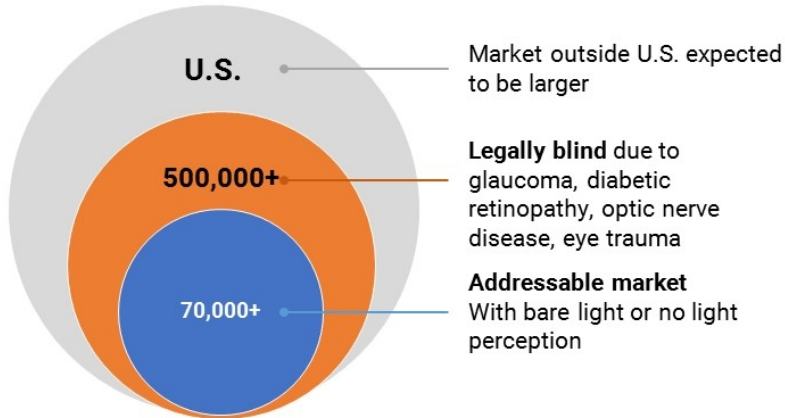 U.S.
Market outside U.S. expected
to be larger
500,000+
Legally blind due to
glaucoma, diabetic
retinopathy, optic nerve
disease, eye trauma
70,000+
Addressable market
With bare light or no light
perception